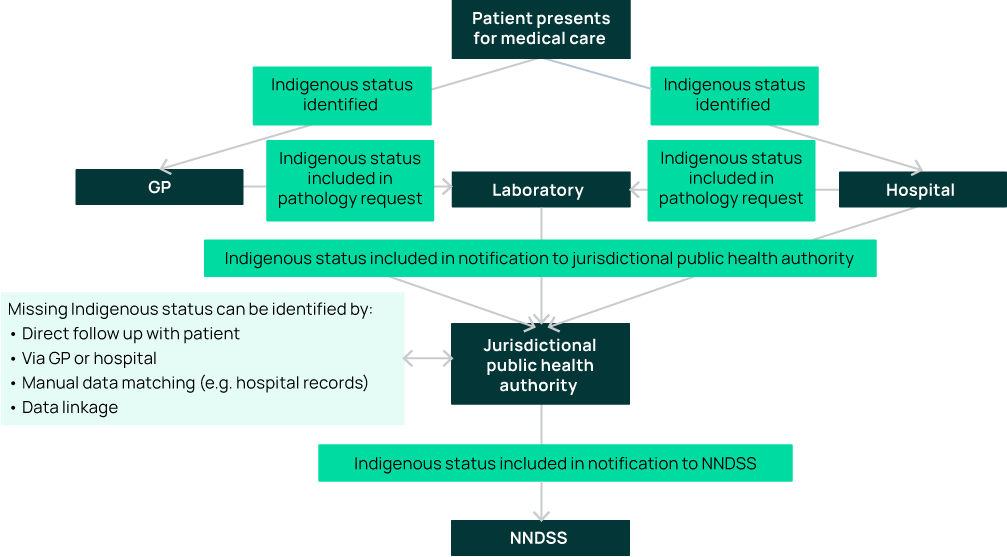 Patient presents
for medical care
Indigenous status
identified
Indigenous status
identified
GP
Indigenous status
included in
pathology request
Laboratory
Indigenous status
included in
pathology request
Hospital
Indigenous status included in notification to jurisdictional public health authority
Missing Indigenous status can be identified by:
• Direct follow up with patient
• Via GP or hospital
• Manual data matching (e.g. hospital records)
• Data linkage
Jurisdictional
public health
authority
Indigenous status included in notification to NNDSS
NNDSS